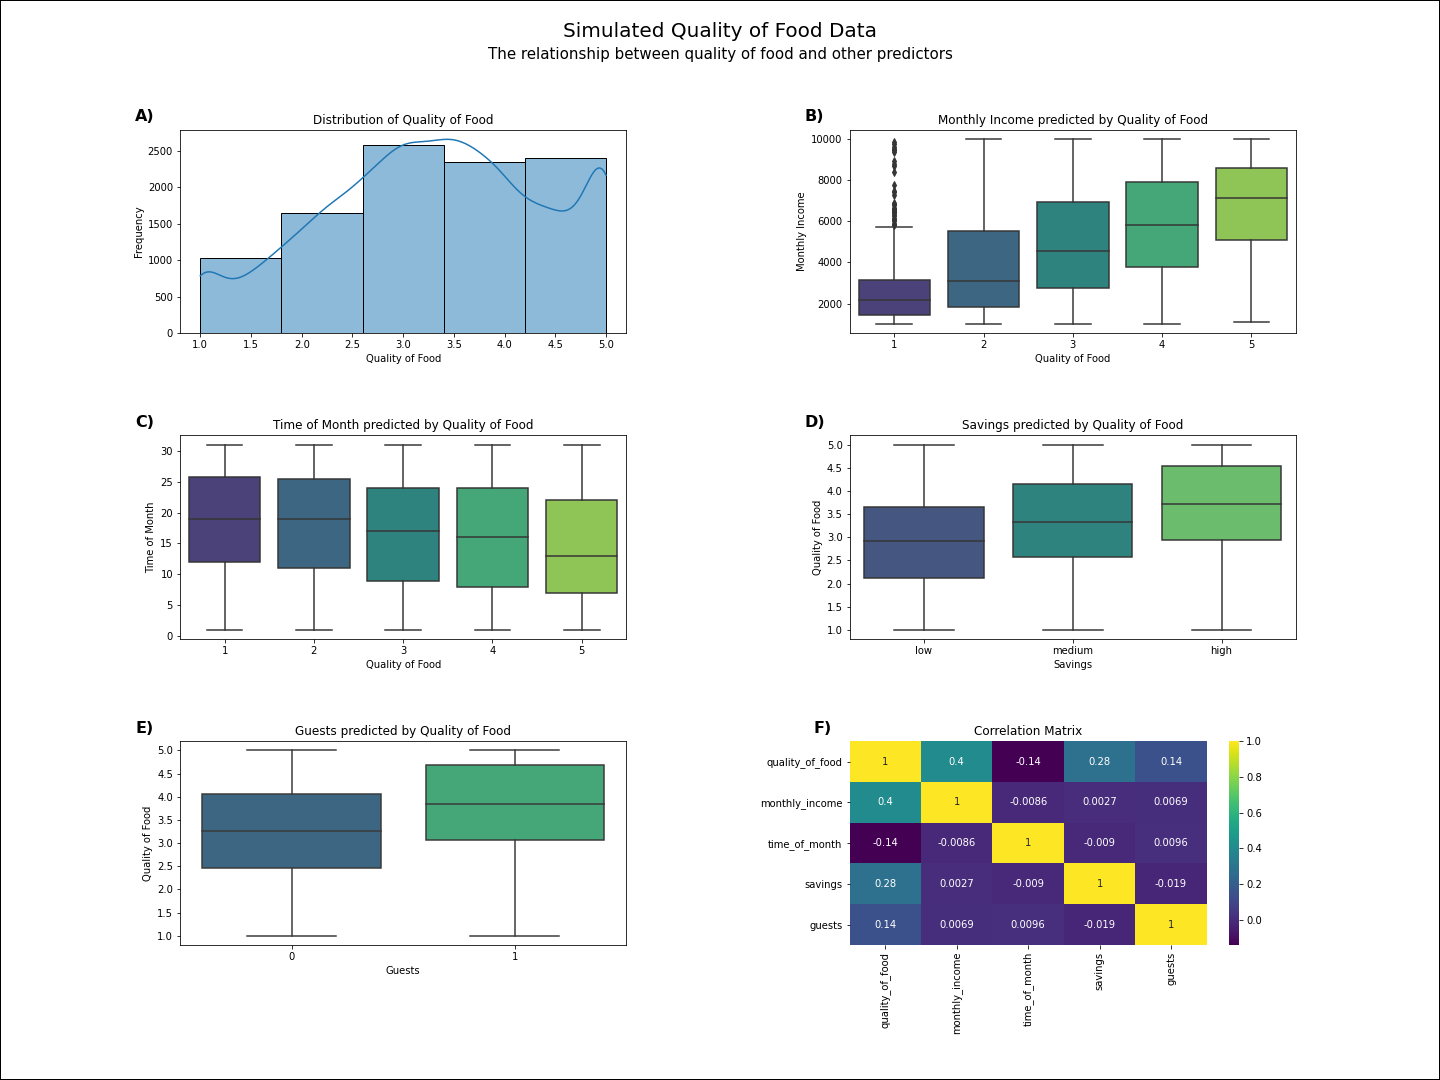 Simulated Quality of Food Data
The relationship between quality of food and other predictors
A)
Distribution of Quality of Food
Frequency
2500
2000
1500
1000
500
0
1.0 1.5 2.0 2.5 3.0 3.5 4.0 4.5 5.0
Quality of Food
B)
Monthly Income predicted by Quality of Food
Monthly Income
10000
8000
6000
4000
2000
1 2 3 4 5
Quality of Food
C)
Time of Month predicted by Quality of Food
Time of Month
30
25
20
15
10
5
0
1 2 3 4 5
Quality of Food
D)
Savings predicted by Quality of Food
Quality of Food
5.0
4.5
4.0
3.5
3.0
2.5
2.0
1.5
1.0
low medium high
Savings
E)
Guests predicted by Quality of Food
Quality of Food
5.0
4.5
4.0
3.5
3.0
2.5
2.0
1.5
1.0
0 1
Guests
F)
Correlation Matrix
quality_of_food 1 0.4 -0.14 0.28 0.14
monthly_income 0.4 1 -0.0086 0.0027 0.0069
time_of_month -0.14 -0.0086 1 -0.009 0.0096
savings 0.28 0.0027 -0.009 1 -0.019
guests 0.14 0.0069 0.0096 -0.019 1
quality_of_food
monthly_income
time_of_month
savings
guests
1.0
0.8
0.6
0.4
0.2
0.0